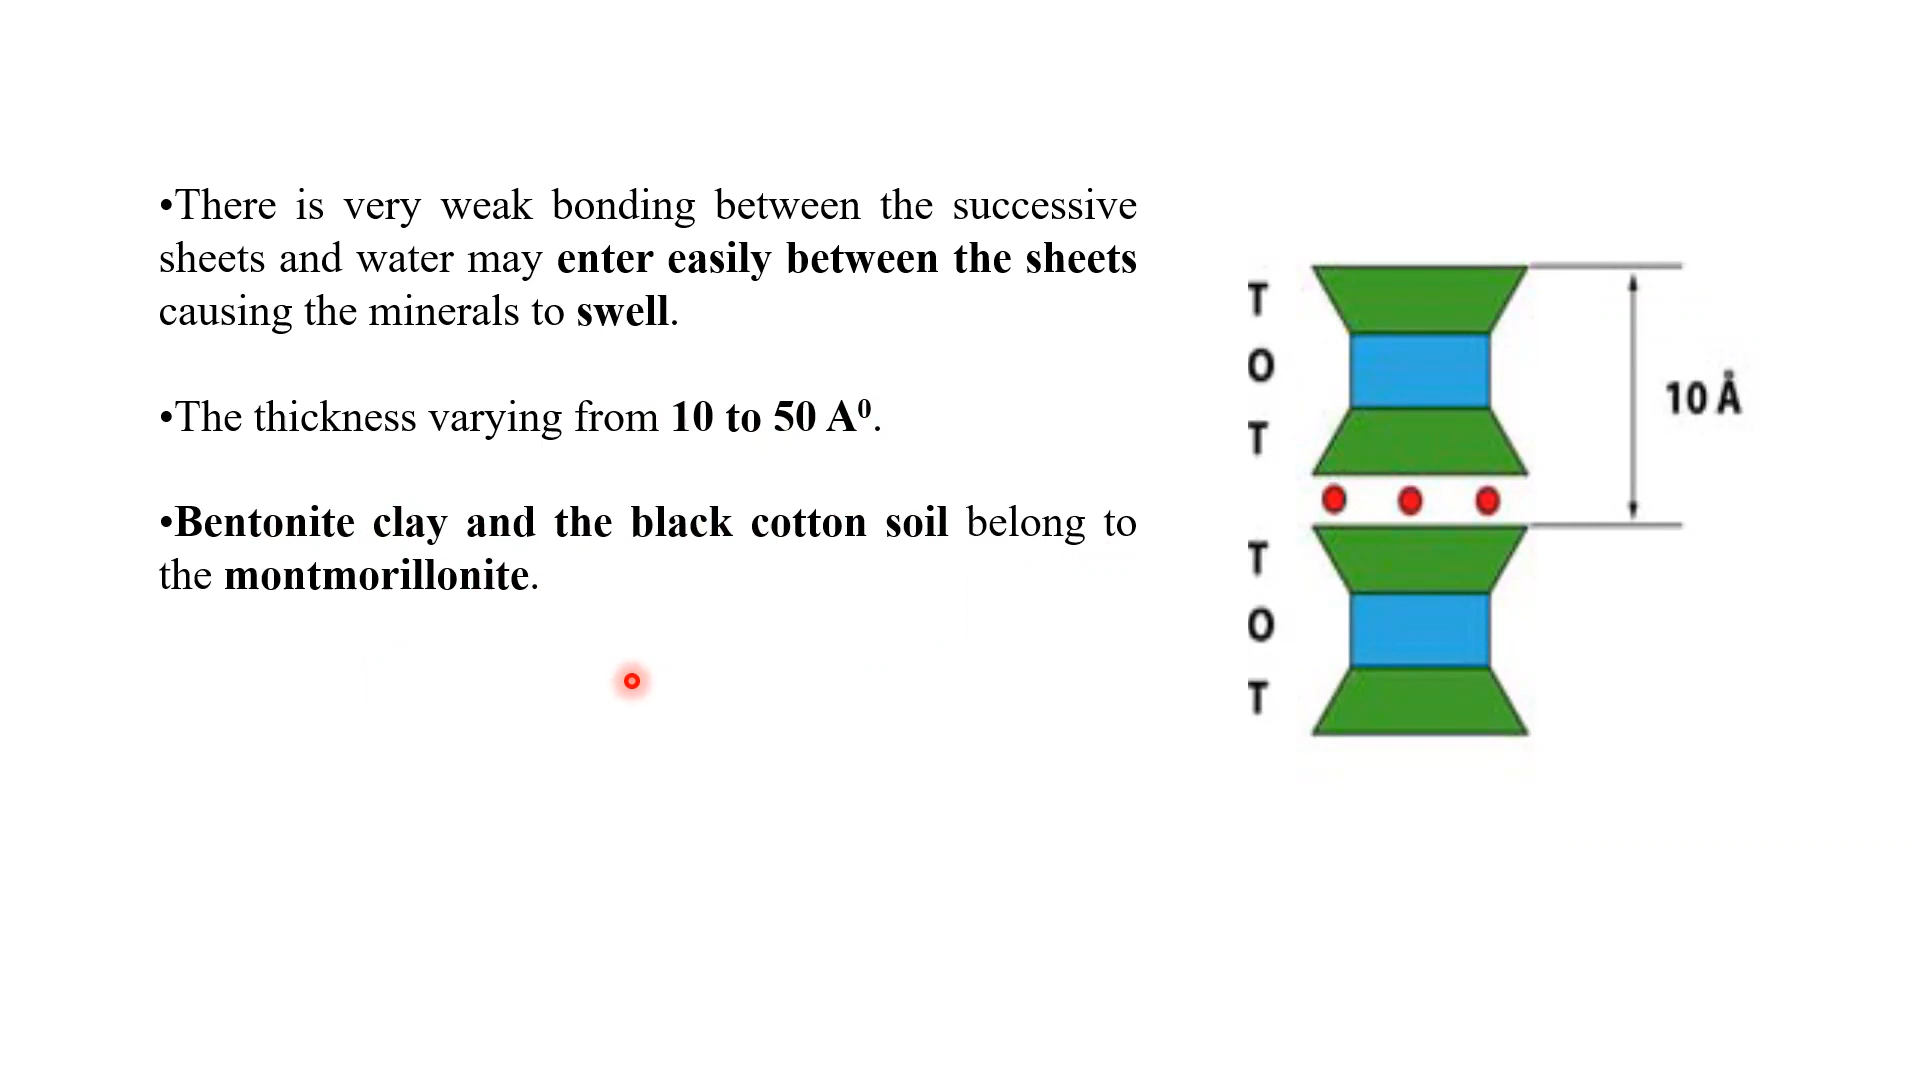 •There is very weak bonding between the successive
sheets and water may enter easily between the sheets
causing the minerals to swell.
•The thickness varying from 10 to 50 A⁰.
•Bentonite clay and the black cotton soil belong to
the montmorillonite.
T
O
T
10 Å
T
O
T